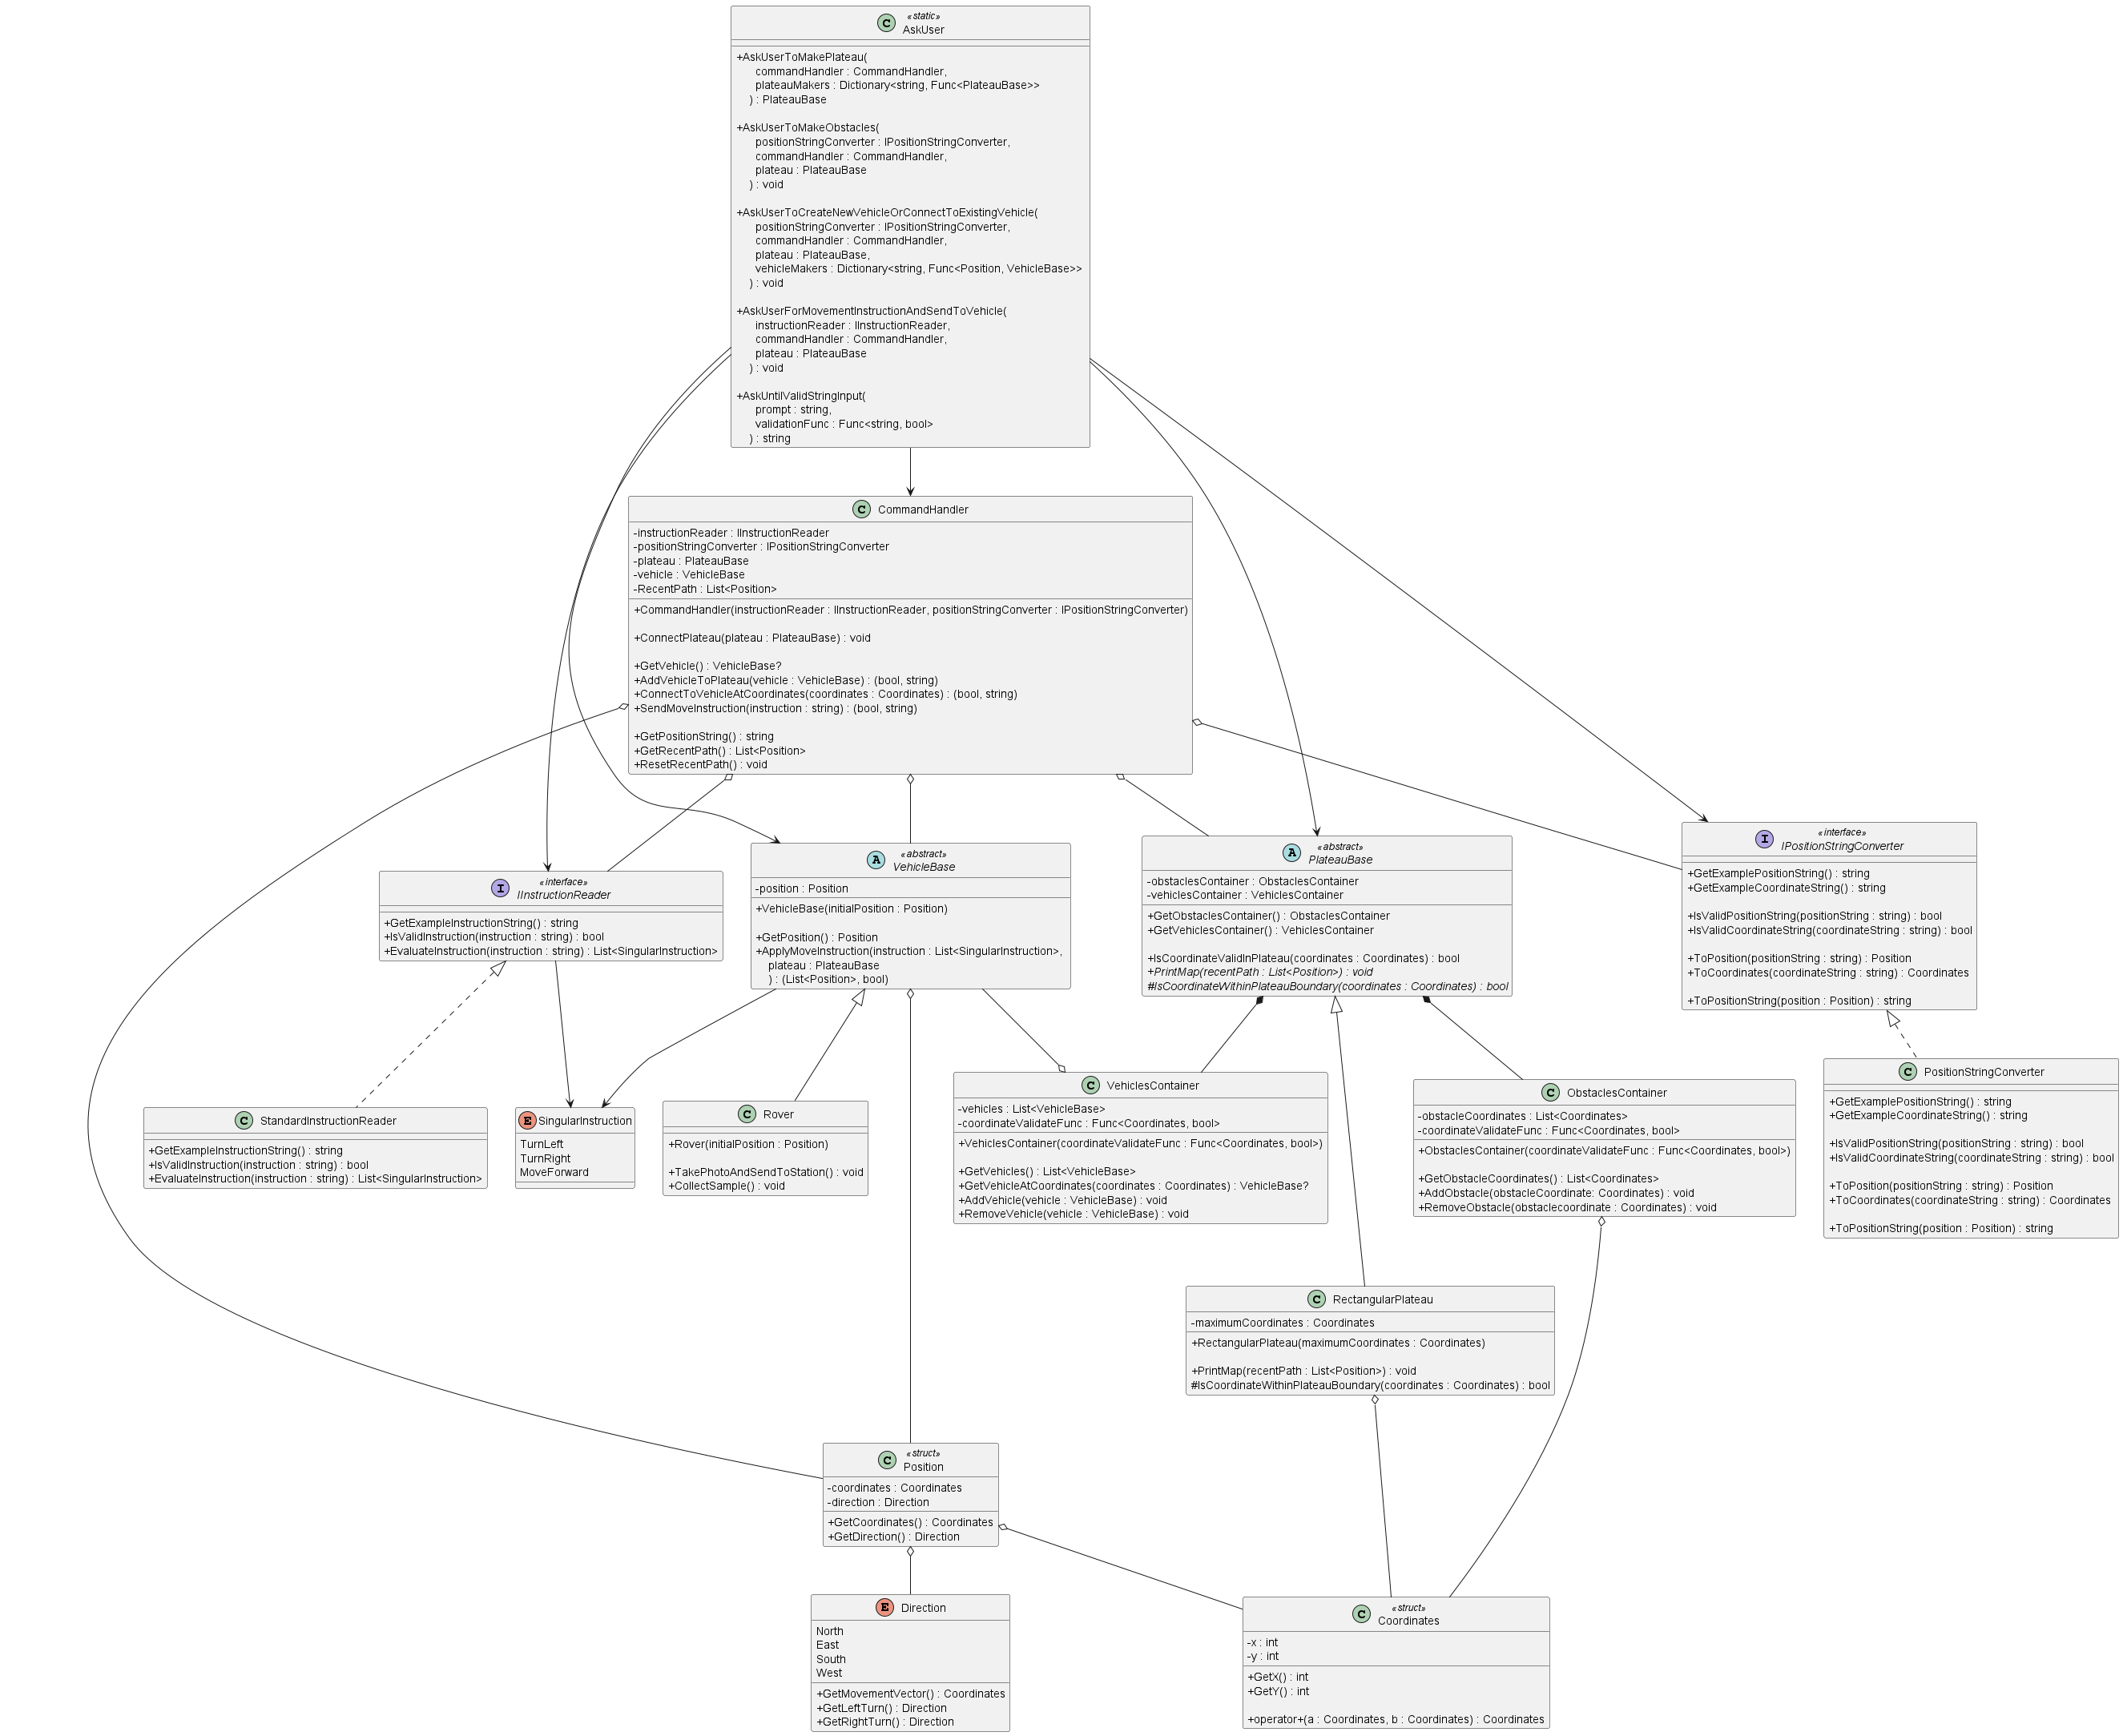 C
«static»
AskUser
+AskUserToMakePlateau(
commandHandler : CommandHandler,
plateauMakers : Dictionary<string, Func<PlateauBase>>
) : PlateauBase
+AskUserToMakeObstacles(
positionStringConverter : IPositionStringConverter,
commandHandler : CommandHandler,
plateau : PlateauBase
) : void
+AskUserToCreateNewVehicleOrConnectToExistingVehicle(
positionStringConverter : IPositionStringConverter,
commandHandler : CommandHandler,
plateau : PlateauBase,
vehicleMakers : Dictionary<string, Func<Position, VehicleBase>>
) : void
+AskUserForMovementInstructionAndSendToVehicle(
instructionReader : IInstructionReader,
commandHandler : CommandHandler,
plateau : PlateauBase
) : void
+AskUntilValidStringInput(
prompt : string,
validationFunc : Func<string, bool>
) : string
C
CommandHandler
-instructionReader : IInstructionReader
-positionStringConverter : IPositionStringConverter
-plateau : PlateauBase
-vehicle : VehicleBase
-RecentPath : List<Position>
+CommandHandler(instructionReader : IInstructionReader, positionStringConverter : IPositionStringConverter)
+ConnectPlateau(plateau : PlateauBase) : void
+GetVehicle() : VehicleBase?
+AddVehicleToPlateau(vehicle : VehicleBase) : (bool, string)
+ConnectToVehicleAtCoordinates(coordinates : Coordinates) : (bool, string)
+SendMoveInstruction(instruction : string) : (bool, string)
+GetPositionString() : string
+GetRecentPath() : List<Position>
+ResetRecentPath() : void
I
«interface»
IInstructionReader
+GetExampleInstructionString() : string
+IsValidInstruction(instruction : string) : bool
+EvaluateInstruction(instruction : string) : List<SingularInstruction>
A
«abstract»
VehicleBase
-position : Position
+VehicleBase(initialPosition : Position)
+GetPosition() : Position
+ApplyMoveInstruction(instruction : List<SingularInstruction>,
plateau : PlateauBase
) : (List<Position>, bool)
A
«abstract»
PlateauBase
-obstaclesContainer : ObstaclesContainer
-vehiclesContainer : VehiclesContainer
+GetObstaclesContainer() : ObstaclesContainer
+GetVehiclesContainer() : VehiclesContainer
+IsCoordinateValidInPlateau(coordinates : Coordinates) : bool
+PrintMap(recentPath : List<Position>) : void
#IsCoordinateWithinPlateauBoundary(coordinates : Coordinates) : bool
I
«interface»
IPositionStringConverter
+GetExamplePositionString() : string
+GetExampleCoordinateString() : string
+IsValidPositionString(positionString : string) : bool
+IsValidCoordinateString(coordinateString : string) : bool
+ToPosition(positionString : string) : Position
+ToCoordinates(coordinateString : string) : Coordinates
+ToPositionString(position : Position) : string
C
StandardInstructionReader
+GetExampleInstructionString() : string
+IsValidInstruction(instruction : string) : bool
+EvaluateInstruction(instruction : string) : List<SingularInstruction>
E
SingularInstruction
TurnLeft
TurnRight
MoveForward
C
Rover
+Rover(initialPosition : Position)
+TakePhotoAndSendToStation() : void
+CollectSample() : void
C
VehiclesContainer
-vehicles : List<VehicleBase>
-coordinateValidateFunc : Func<Coordinates, bool>
+VehiclesContainer(coordinateValidateFunc : Func<Coordinates, bool>)
+GetVehicles() : List<VehicleBase>
+GetVehicleAtCoordinates(coordinates : Coordinates) : VehicleBase?
+AddVehicle(vehicle : VehicleBase) : void
+RemoveVehicle(vehicle : VehicleBase) : void
C
ObstaclesContainer
-obstacleCoordinates : List<Coordinates>
-coordinateValidateFunc : Func<Coordinates, bool>
+ObstaclesContainer(coordinateValidateFunc : Func<Coordinates, bool>)
+GetObstacleCoordinates() : List<Coordinates>
+AddObstacle(obstacleCoordinate: Coordinates) : void
+RemoveObstacle(obstaclecoordinate : Coordinates) : void
C
PositionStringConverter
+GetExamplePositionString() : string
+GetExampleCoordinateString() : string
+IsValidPositionString(positionString : string) : bool
+IsValidCoordinateString(coordinateString : string) : bool
+ToPosition(positionString : string) : Position
+ToCoordinates(coordinateString : string) : Coordinates
+ToPositionString(position : Position) : string
C
RectangularPlateau
-maximumCoordinates : Coordinates
+RectangularPlateau(maximumCoordinates : Coordinates)
+PrintMap(recentPath : List<Position>) : void
#IsCoordinateWithinPlateauBoundary(coordinates : Coordinates) : bool
C
«struct»
Position
-coordinates : Coordinates
-direction : Direction
+GetCoordinates() : Coordinates
+GetDirection() : Direction
E
Direction
North
East
South
West
+GetMovementVector() : Coordinates
+GetLeftTurn() : Direction
+GetRightTurn() : Direction
C
«struct»
Coordinates
-x : int
-y : int
+GetX() : int
+GetY() : int
+operator+(a : Coordinates, b : Coordinates) : Coordinates